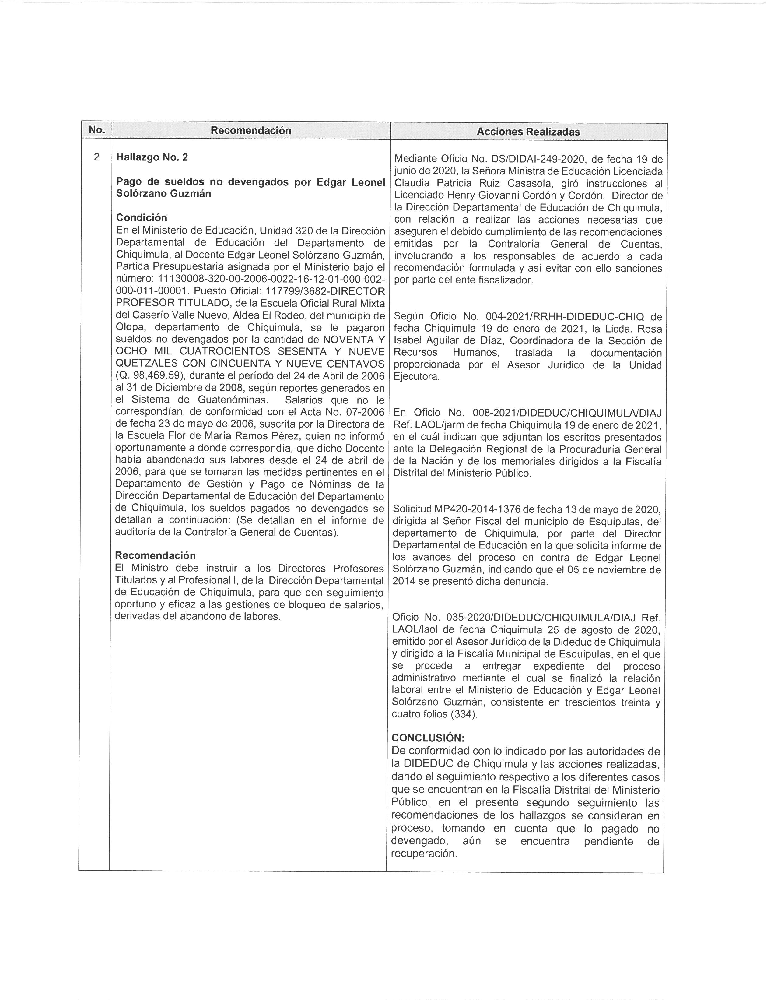 No.
Recomendación
Acciones Realizadas
2
Hallazgo No. 2
Pago de sueldos no devengados por Edgar Leonel
Solórzano Guzmán
Condición
En el Ministerio de Educación, Unidad 320 de la Dirección
Departamental de Educación del Departamento de
Chiquimula, al Docente Edgar Leonel Solórzano Guzmán,
Partida Presupuestaria asignada por el Ministerio bajo el
número: 11130008-320-00-2006-0022-16-12-01-000-002-
000-011-00001. Puesto Oficial: 117799/3682-DIRECTOR
PROFESOR TITULADO, de la Escuela Oficial Rural Mixta
del Caserío Valle Nuevo, Aldea El Rodeo, del municipio de
Olopa, departamento de Chiquimula, se le pagaron
sueldos no devengados por la cantidad de NOVENTA Y
OCHO MIL CUATROCIENTOS SESENTA Y NUEVE
QUETZALES CON CINCUENTA Y NUEVE CENTAVOS
(Q. 98,469.59), durante el período del 24 de Abril de 2006
al 31 de Diciembre de 2008, según reportes generados en
el Sistema de Guatenóminas. Salarios que no le
correspondían, de conformidad con el Acta No. 07-2006
de fecha 23 de mayo de 2006, suscrita por la Directora de
la Escuela Flor de María Ramos Pérez, quien no informó
oportunamente a donde correspondía, que dicho Docente
había abandonado sus labores desde el 24 de abril de
2006, para que se tomaran las medidas pertinentes en el
Departamento de Gestión y Pago de Nóminas de la
Dirección Departamental de Educación del Departamento
de Chiquimula, los sueldos pagados no devengados se
detallan a continuación: (Se detallan en el informe de
auditoría de la Contraloría General de Cuentas).
Recomendación
El Ministro debe instruir a los Directores Profesores
Titulados y al Profesional I, de la Dirección Departamental
de Educación de Chiquimula, para que den seguimiento
oportuno y eficaz a las gestiones de bloqueo de salarios,
derivadas del abandono de labores.
Mediante Oficio No. DS/DIDAI-249-2020, de fecha 19 de
junio de 2020, la Señora Ministra de Educación Licenciada
Claudia Patricia Ruiz Casasola, giró instrucciones al
Licenciado Henry Giovanni Cordón y Cordón. Director de
la Dirección Departamental de Educación de Chiquimula,
con relación a realizar las acciones necesarias que
aseguren el debido cumplimiento de las recomendaciones
emitidas por la Contraloría General de Cuentas,
involucrando a los responsables de acuerdo a cada
recomendación formulada y así evitar con ello sanciones
por parte del ente fiscalizador.
Según Oficio No. 004-2021/RRHH-DIDEDUC-CHIQ de
fecha Chiquimula 19 de enero de 2021, la Licda. Rosa
Isabel Aguilar de Díaz, Coordinadora de la Sección de
Recursos Humanos, traslada la documentación
proporcionada por el Asesor Jurídico de la Unidad
Ejecutora.
En Oficio No. 008-2021/DIDEDUC/CHIQUIMULA/DIAJ
Ref. LAOL/jarm de fecha Chiquimula 19 de enero de 2021,
en el cuál indican que adjuntan los escritos presentados
ante la Delegación Regional de la Procuraduría General
de la Nación y de los memoriales dirigidos a la Fiscalía
Distrital del Ministerio Público.
Solicitud MP420-2014-1376 de fecha 13 de mayo de 2020,
dirigida al Señor Fiscal del municipio de Esquipulas, del
departamento de Chiquimula, por parte del Director
Departamental de Educación en la que solicita informe de
los avances del proceso en contra de Edgar Leonel
Solórzano Guzmán, indicando que el 05 de noviembre de
2014 se presentó dicha denuncia.
Oficio No. 035-2020/DIDEDUC/CHIQUIMULA/DIAJ Ref.
LAOL/laol de fecha Chiquimula 25 de agosto de 2020,
emitido por el Asesor Jurídico de la Dideduc de Chiquimula
y dirigido a la Fiscalía Municipal de Esquipulas, en el que
se procede a entregar expediente del proceso
administrativo mediante el cual se finalizó la relación
laboral entre el Ministerio de Educación y Edgar Leonel
Solórzano Guzmán, consistente en trescientos treinta y
cuatro folios (334).
CONCLUSIÓN:
De conformidad con lo indicado por las autoridades de
la DIDEDUC de Chiquimula y las acciones realizadas,
dando el seguimiento respectivo a los diferentes casos
que se encuentran en la Fiscalía Distrital del Ministerio
Público, en el presente segundo seguimiento las
recomendaciones de los hallazgos se consideran en
proceso, tomando en cuenta que lo pagado no
devengado, aún se encuentra pendiente de
recuperación.